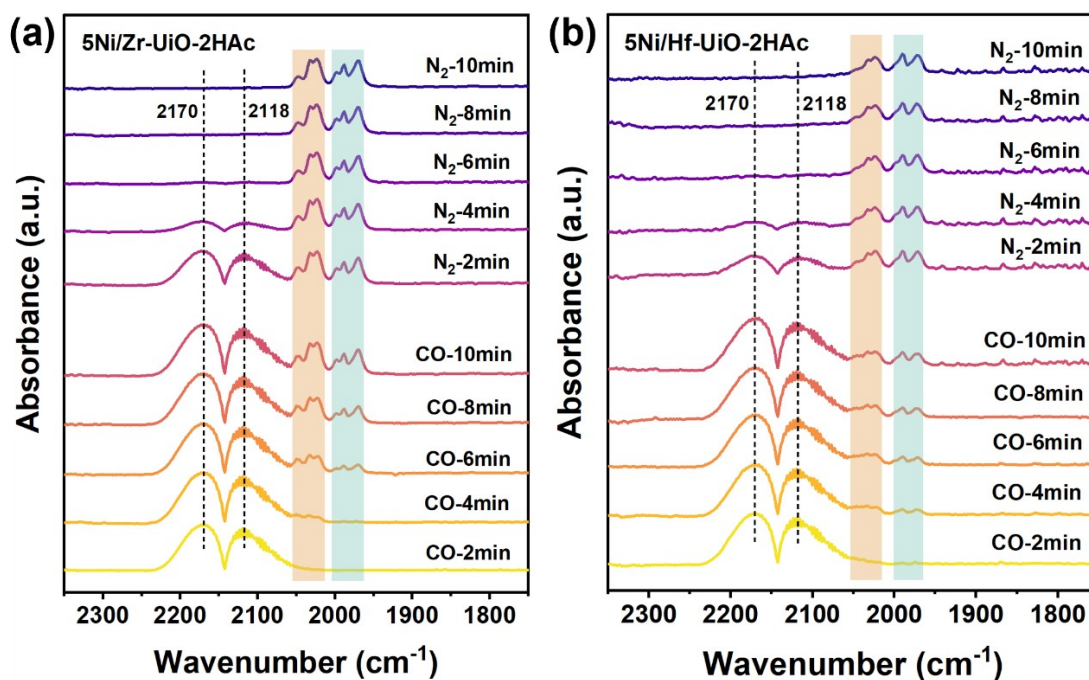 (a)
5Ni/Zr-UiO-2HAc
N₂-10min
2170
2118
N₂-8min
N₂-6min
N₂-4min
N₂-2min
CO-10min
CO-8min
CO-6min
CO-4min
CO-2min
Absorbance (a.u.)
2300 2200 2100 2000 1900 1800
Wavenumber (cm⁻¹)
(b)
5Ni/Hf-UiO-2HAc
N₂-10min
2170
2118
N₂-8min
N₂-6min
N₂-4min
N₂-2min
CO-10min
CO-8min
CO-6min
CO-4min
CO-2min
Absorbance (a.u.)
2300 2200 2100 2000 1900 1800
Wavenumber (cm⁻¹)